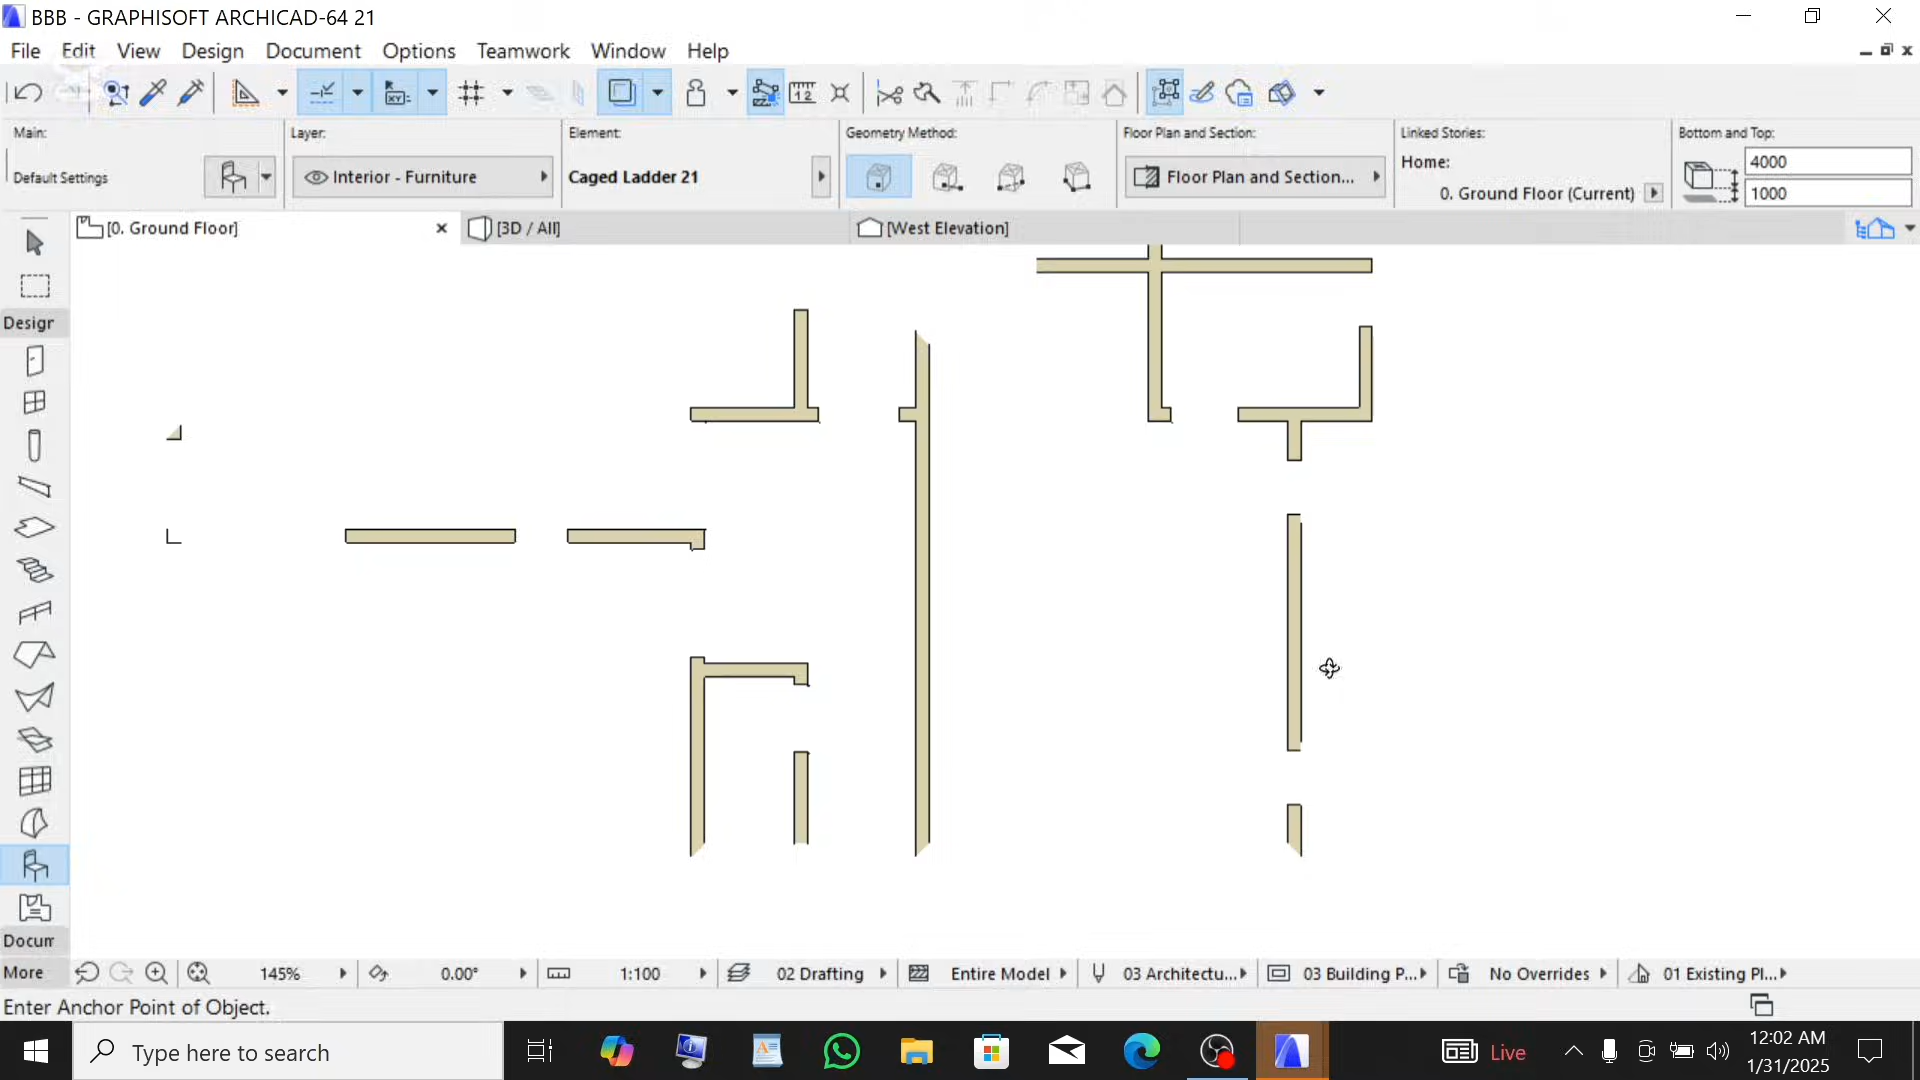 BBB - GRAPHISOFT ARCHICAD-64 21
File Edit View Design Document Options Teamwork Window Help
Main: Layer: Element: Geometry Method: Floor Plan and Section: Linked Stories: Bottom and Top:
Default Settings Interior - Furniture Caged Ladder 21 Floor Plan and Section... Home: 4000
0. Ground Floor (Current) 1000
[0. Ground Floor] [3D / All] [West Elevation]
Design
Docum
More 145% 0.00° 1:100 02 Drafting Entire Model 03 Architectu... 03 Building P... No Overrides 01 Existing Pl...
Enter Anchor Point of Object.
Type here to search Live 12:02 AM
1/31/2025